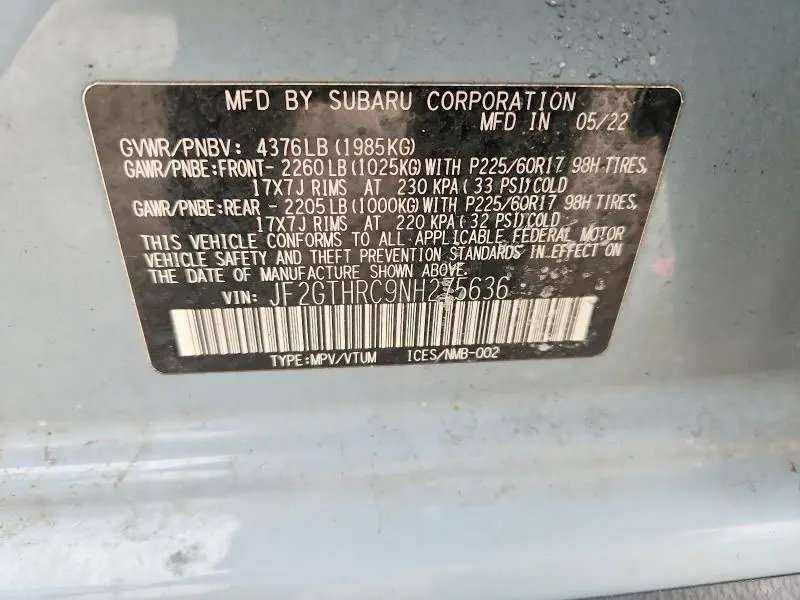 MFD BY SUBARU CORPORATION
MFD IN 05/22
GVWR/PNBV: 4376LB(1985KG)
GAWR/PNBE:FRONT- 2260LB(1025KG)WITH P225/60R17 98H TIRES,
17X7J RIMS AT 230 KPA(33 PSI)COLD
GAWR/PNBE:REAR - 2205LB(1000KG)WITH P225/60R17 98H TIRES,
17X7J RIMS AT 220 KPA(32 PSI)COLD
THIS VEHICLE CONFORMS TO ALL APPLICABLE FEDERAL MOTOR
VEHICLE SAFETY AND THEFT PREVENTION STANDARDS IN EFFECT ON
THE DATE OF MANUFACTURE SHOWN ABOVE.
VIN: JF2GTHRC9NH275636
TYPE:MPV/VTUM ICES/NMB-002